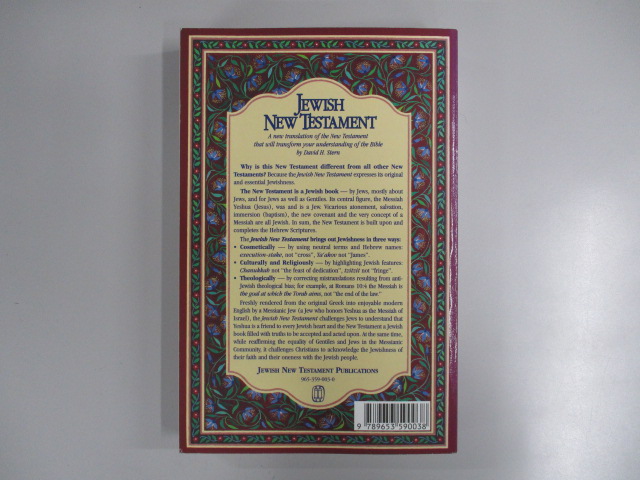 JEWISH
NEW TESTAMENT
A new translation of the New Testament
that will transform your understanding of the Bible
by David H. Stern
Why is this New Testament different from all other New
Testaments? Because the Jewish New Testament expresses its original
and essential Jewishness.
The New Testament is a Jewish book — by Jews, mostly about
Jews, and for Jews as well as Gentiles. Its central figure, the Messiah
Yeshua (Jesus), was and is a Jew. Vicarious atonement, salvation,
immersion (baptism), the new covenant and the very concept of a
Messiah are all Jewish. In sum, the New Testament is built upon and
completes the Hebrew Scriptures.
The Jewish New Testament brings out Jewishness in three ways:
• Cosmetically — by using neutral terms and Hebrew names:
execution-stake, not "cross", Ya'akov not "James".
• Culturally and Religiously — by highlighting Jewish features:
Chanukkah not "the feast of dedication", tzitzit not "fringe".
• Theologically — by correcting mistranslations resulting from anti-
Jewish theological bias; for example, at Romans 10:4 the Messiah is
the goal at which the Torah aims, not "the end of the law."
Freshly rendered from the original Greek into enjoyable modern
English by a Messianic Jew (a Jew who honors Yeshua as the Messiah of
Israel), the Jewish New Testament challenges Jews to understand that
Yeshua is a friend to every Jewish heart and the New Testament a Jewish
book filled with truths to be accepted and acted upon. At the same time,
while reaffirming the equality of Gentiles and Jews in the Messianic
Community, it challenges Christians to acknowledge the Jewishness of
their faith and their oneness with the Jewish people.
JEWISH NEW TESTAMENT PUBLICATIONS
965-359-003-0
9 789653 590038